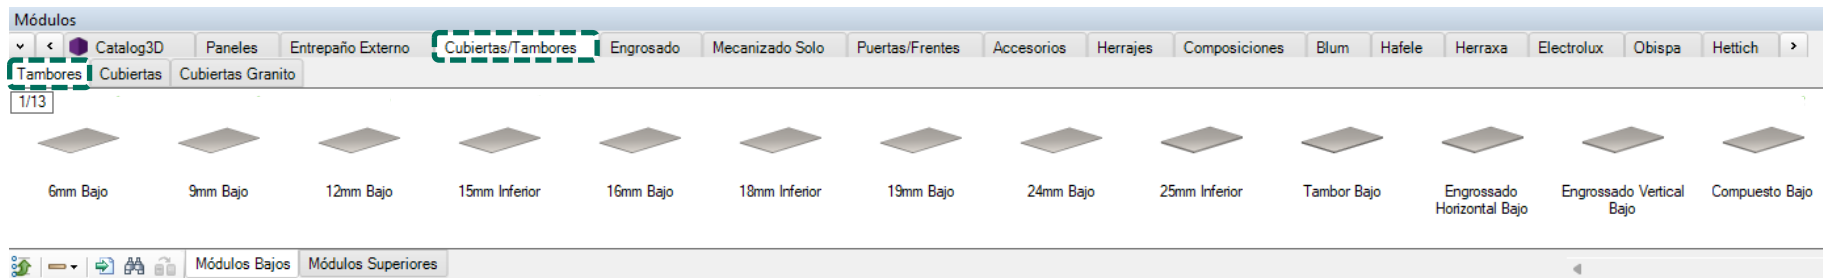 Módulos
Catalog3D Paneles Entrepaño Externo Cubiertas/Tambores Engrosado Mecanizado Solo Puertas/Frentes Accesorios Herrajes Composiciones Blum Hafele Herraxa Electrolux Obispa Hettich
Tambores Cubiertas Cubiertas Granito
1/13
6mm Bajo 9mm Bajo 12mm Bajo 15mm Inferior 16mm Bajo 18mm Inferior 19mm Bajo 24mm Bajo 25mm Inferior Tambor Bajo Engrossado Engrossado Vertical Compuesto Bajo
Horizontal Bajo Bajo
Módulos Bajos Módulos Superiores